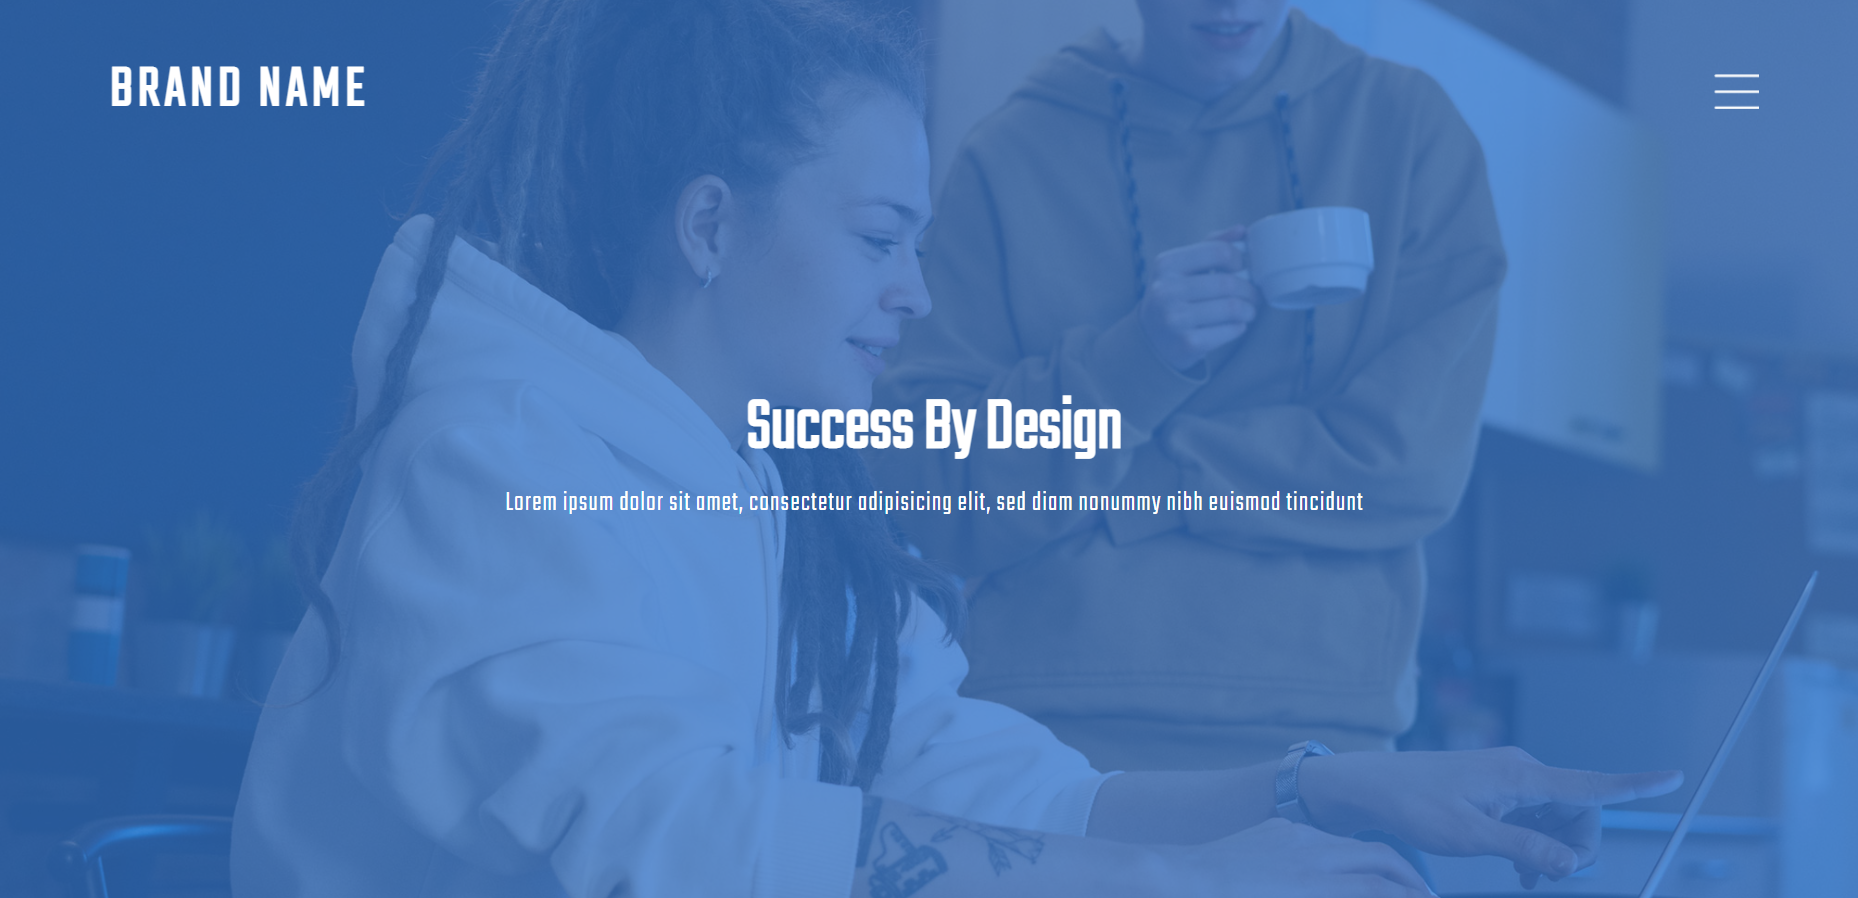 BRAND NAME
Success By Design
Lorem ipsum dolor sit amet, consectetur adipisicing elit, sed diam nonummy nibh euismod tincidunt